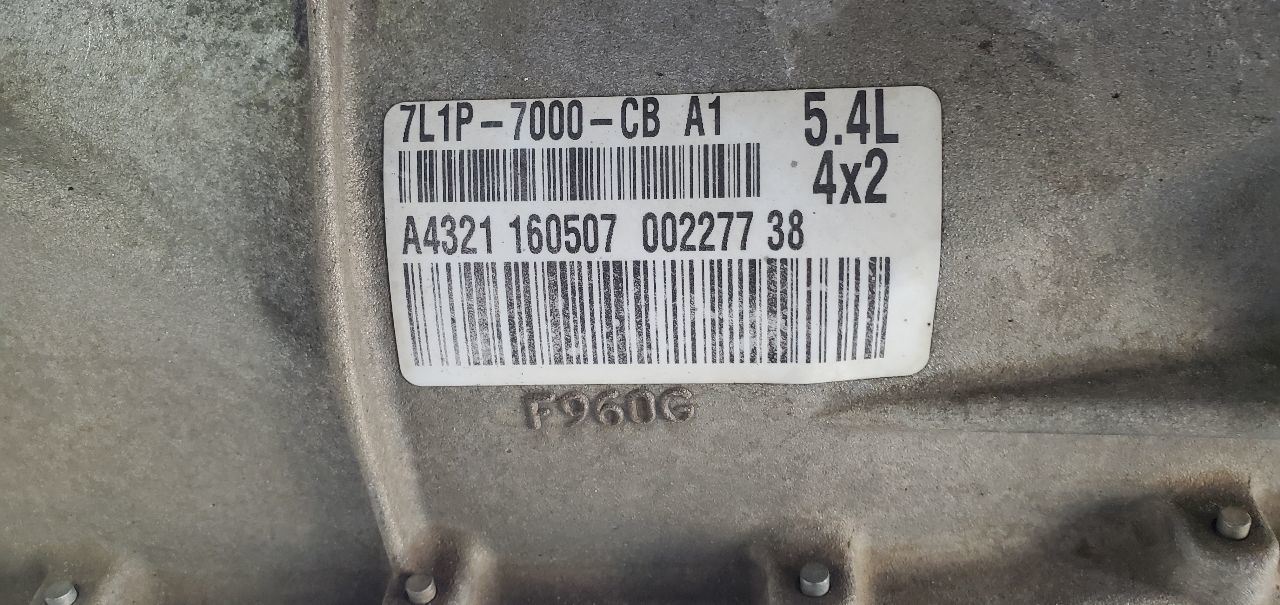 7L1P-7000-CB A1 5.4L
4x2
A4321 160507 002277 38
F960G